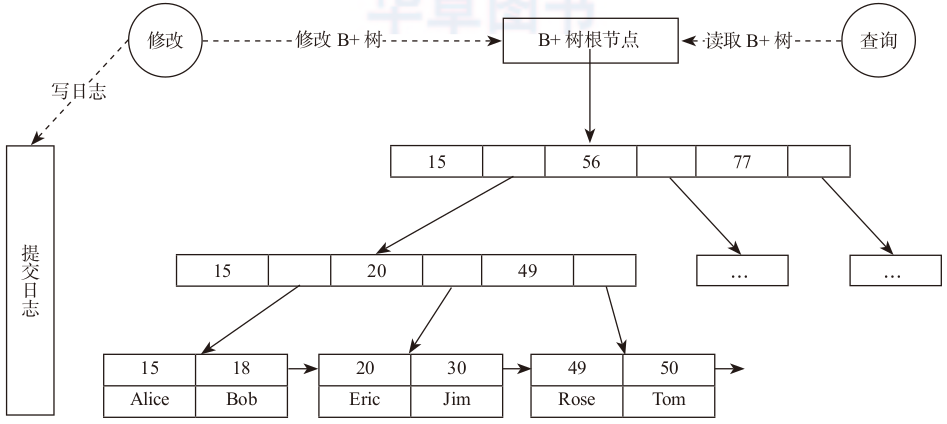 华章图书
修改
修改 B+ 树
B+ 树根节点
读取 B+ 树
查询
写日志
15 56 77
提交日志
15 20 49
... ...
15 18 20 30 49 50
Alice Bob Eric Jim Rose Tom